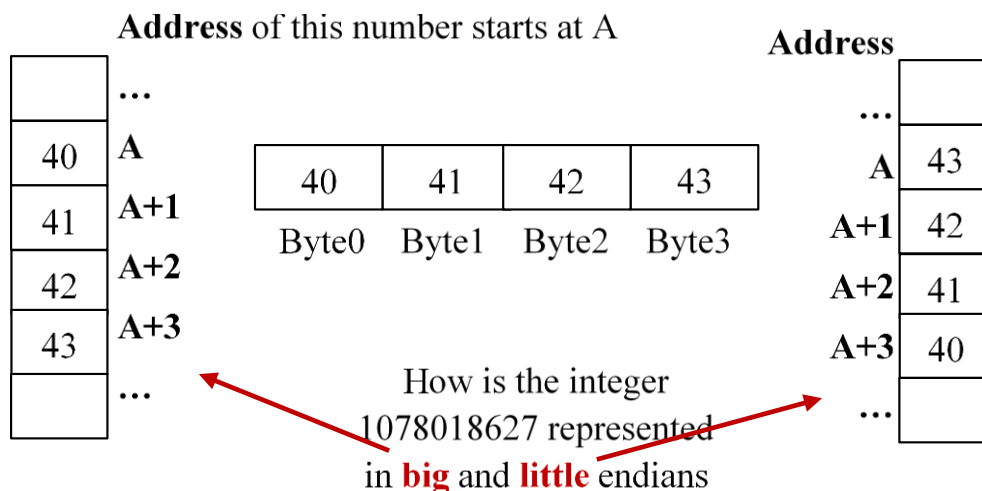 Address of this number starts at A
Address
...
...
40 A
40 41 42 43
A 43
41 A+1
Byte0 Byte1 Byte2 Byte3
A+1 42
42 A+2
A+2 41
43 A+3
A+3 40
...
...
How is the integer
1078018627 represented
in big and little endians